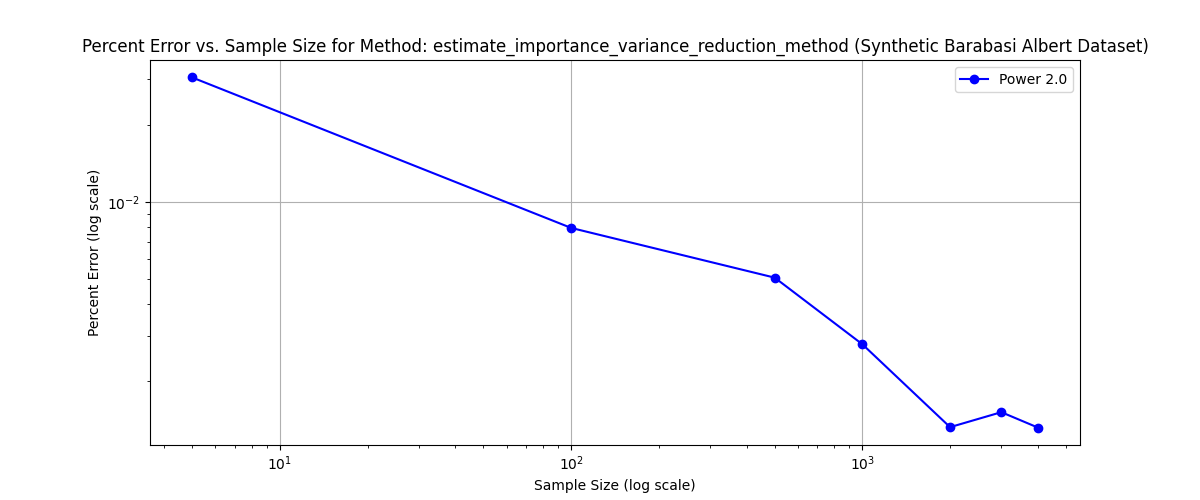 Percent Error vs. Sample Size for Method: estimate_importance_variance_reduction_method (Synthetic Barabasi Albert Dataset)
Power 2.0
Percent Error (log scale)
10⁻²
10¹ 10² 10³
Sample Size (log scale)